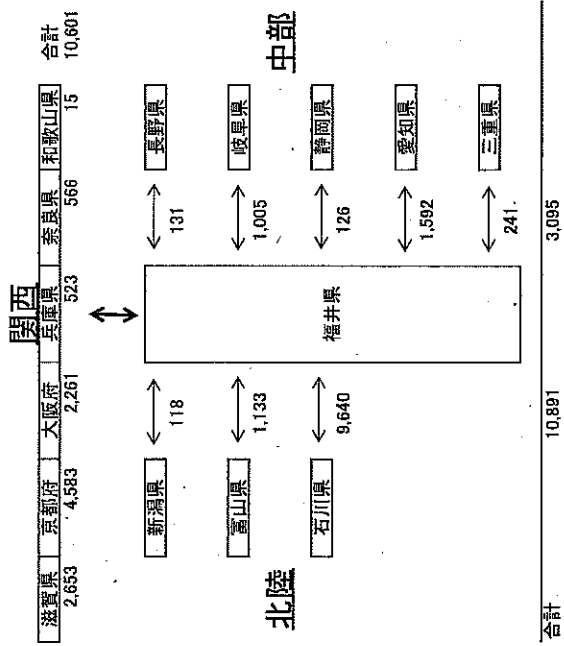 関西
滋賀県 京都府 大阪府 兵庫県 奈良県 和歌山県 合計
2,653 4,583 2,261 523 566 15 10,601
北陸
中部
新潟県 118 福井県 131 長野県
富山県 1,133 1,005 岐阜県
石川県 9,640 126 静岡県
1,592 愛知県
241 三重県
合計 10,891 3,095